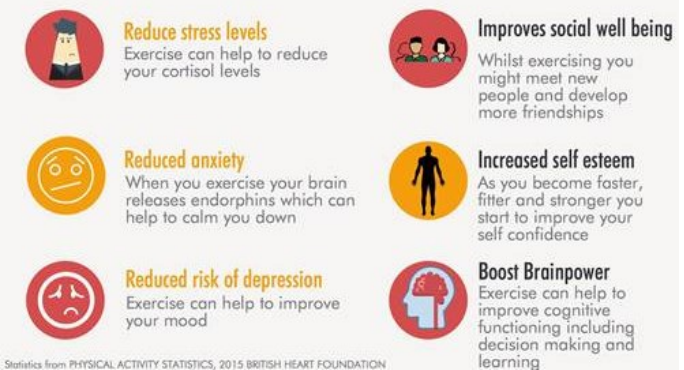 Reduce stress levels
Exercise can help to reduce
your cortisol levels
Reduced anxiety
When you exercise your brain
releases endorphins which can
help to calm you down
Reduced risk of depression
Exercise can help to improve
your mood
Improves social well being
Whilst exercising you
might meet new
people and develop
more friendships
Increased self esteem
As you become faster,
fitter and stronger you
start to improve your
self confidence
Boost Brainpower
Exercise can help to
improve cognitive
functioning including
decision making and
learning
Statistics from PHYSICAL ACTIVITY STATISTICS, 2015 BRITISH HEART FOUNDATION